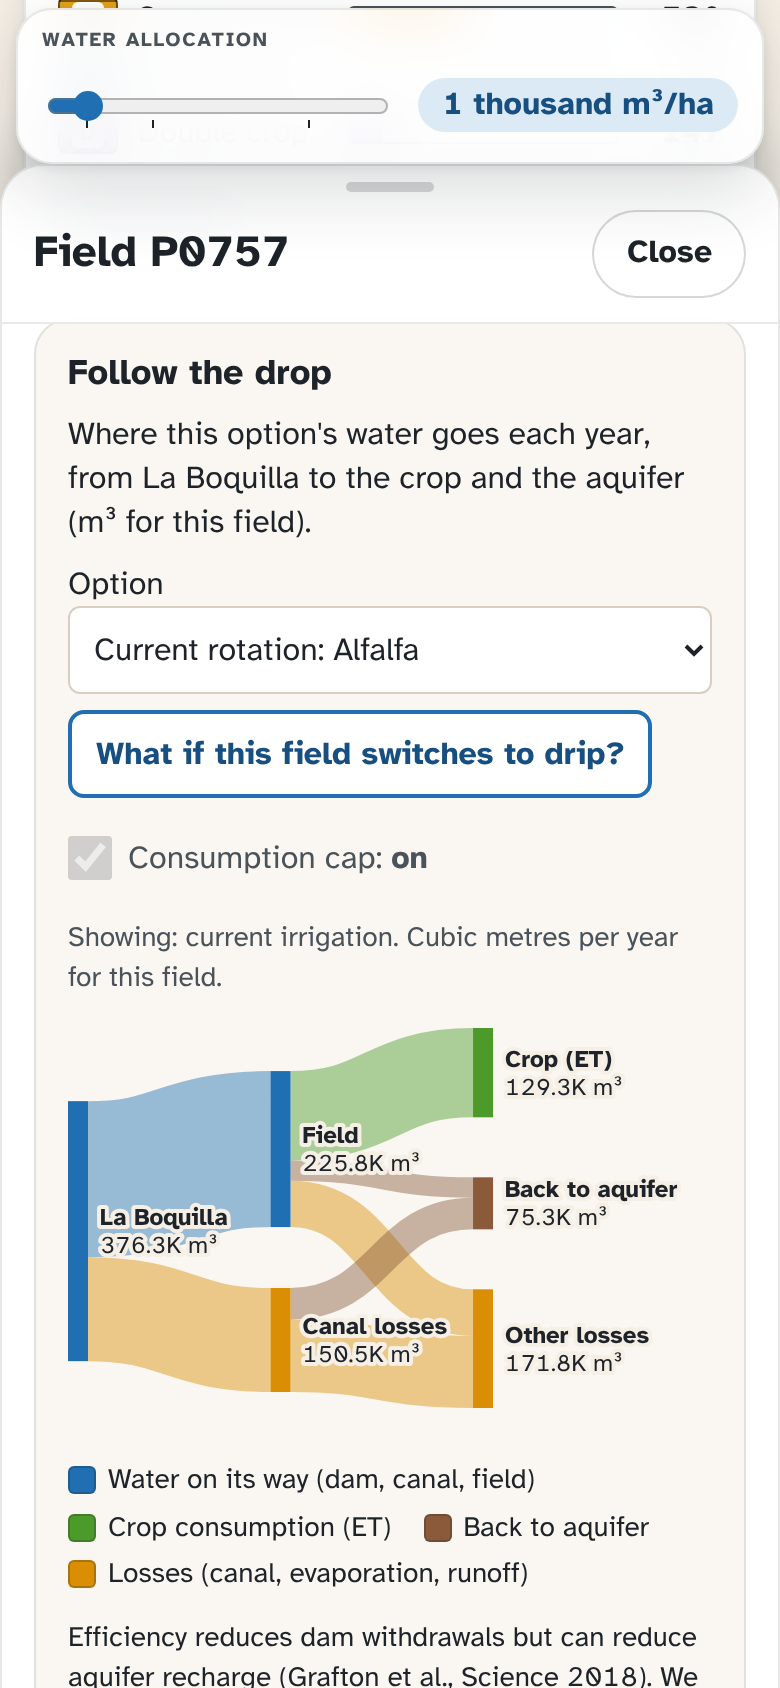 WATER ALLOCATION
1 thousand m³/ha
Double crop
Field P0757
Close
Follow the drop
Where this option's water goes each year,
from La Boquilla to the crop and the aquifer
(m³ for this field).
Option
Current rotation: Alfalfa
What if this field switches to drip?
Consumption cap: on
Showing: current irrigation. Cubic metres per year
for this field.
Crop (ET)
129.3K m³
Field
225.8K m³
Back to aquifer
75.3K m³
La Boquilla
376.3K m³
Canal losses
150.5K m³
Other losses
171.8K m³
Water on its way (dam, canal, field)
Crop consumption (ET)
Back to aquifer
Losses (canal, evaporation, runoff)
Efficiency reduces dam withdrawals but can reduce
aquifer recharge (Grafton et al., Science 2018). We